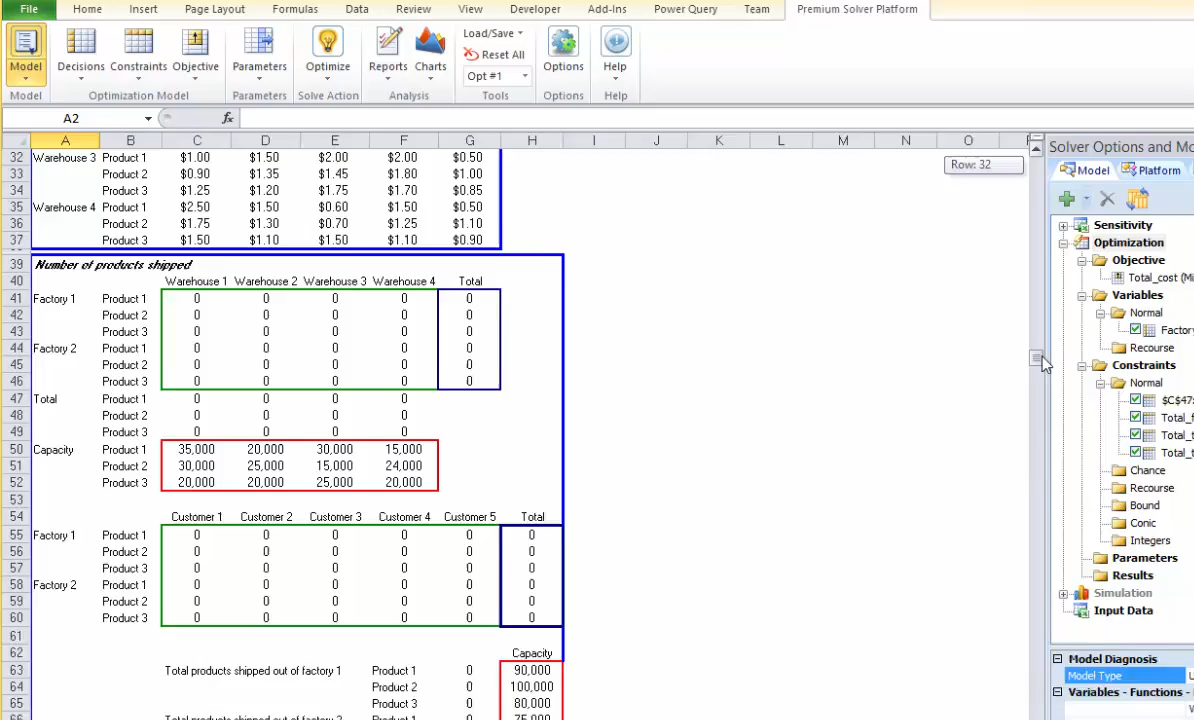 File Home Insert Page Layout Formulas Data Review View Developer Add-Ins Power Query Team Premium Solver Platform
Model Decisions Constraints Objective Parameters Optimize Reports Charts Load/Save Reset All Opt #1 Options Help
Model Optimization Model Parameters Solve Action Analysis Tools Options Help
A2 fx
A B C D E F G H I J K L M N O
32 Warehouse 3 Product 1 $1.00 $1.50 $2.00 $2.00 $0.50
33 Product 2 $0.90 $1.35 $1.45 $1.80 $1.00
34 Product 3 $1.25 $1.20 $1.75 $1.70 $0.85
35 Warehouse 4 Product 1 $2.50 $1.50 $0.60 $1.50 $0.50
36 Product 2 $1.75 $1.30 $0.70 $1.25 $1.10
37 Product 3 $1.50 $1.10 $1.50 $1.10 $0.90
39 Number of products shipped
40 Warehouse 1 Warehouse 2 Warehouse 3 Warehouse 4 Total
41 Factory 1 Product 1 0 0 0 0 0
42 Product 2 0 0 0 0 0
43 Product 3 0 0 0 0 0
44 Factory 2 Product 1 0 0 0 0 0
45 Product 2 0 0 0 0 0
46 Product 3 0 0 0 0 0
47 Total Product 1 0 0 0 0
48 Product 2 0 0 0 0
49 Product 3 0 0 0 0
50 Capacity Product 1 35,000 20,000 30,000 15,000
51 Product 2 30,000 25,000 15,000 24,000
52 Product 3 20,000 20,000 25,000 20,000
53
54 Customer 1 Customer 2 Customer 3 Customer 4 Customer 5 Total
55 Factory 1 Product 1 0 0 0 0 0 0
56 Product 2 0 0 0 0 0 0
57 Product 3 0 0 0 0 0 0
58 Factory 2 Product 1 0 0 0 0 0 0
59 Product 2 0 0 0 0 0 0
60 Product 3 0 0 0 0 0 0
61
62 Capacity
63 Total products shipped out of factory 1 Product 1 0 90,000
64 Product 2 0 100,000
65 Product 3 0 80,000
66 Total products shipped out of factory 2 Product 1 0 75,000
Row: 32
Solver Options and Mo
Model Platform
Sensitivity
Optimization
Objective
Total_cost (Mi
Variables
Normal
Factory
Recourse
Constraints
Normal
$C$47:
Total_f
Total_t
Total_t
Chance
Recourse
Bound
Conic
Integers
Parameters
Results
Simulation
Input Data
Model Diagnosis
Model Type
Variables - Functions -